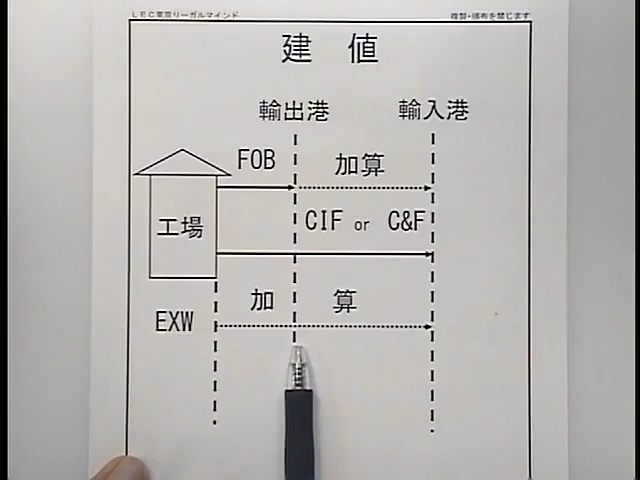 LEC東京リーガルマインド 複製・頒布を禁じます
建 値
輸出港 輸入港
FOB 加算
工場 CIF or C&F
加 算
EXW